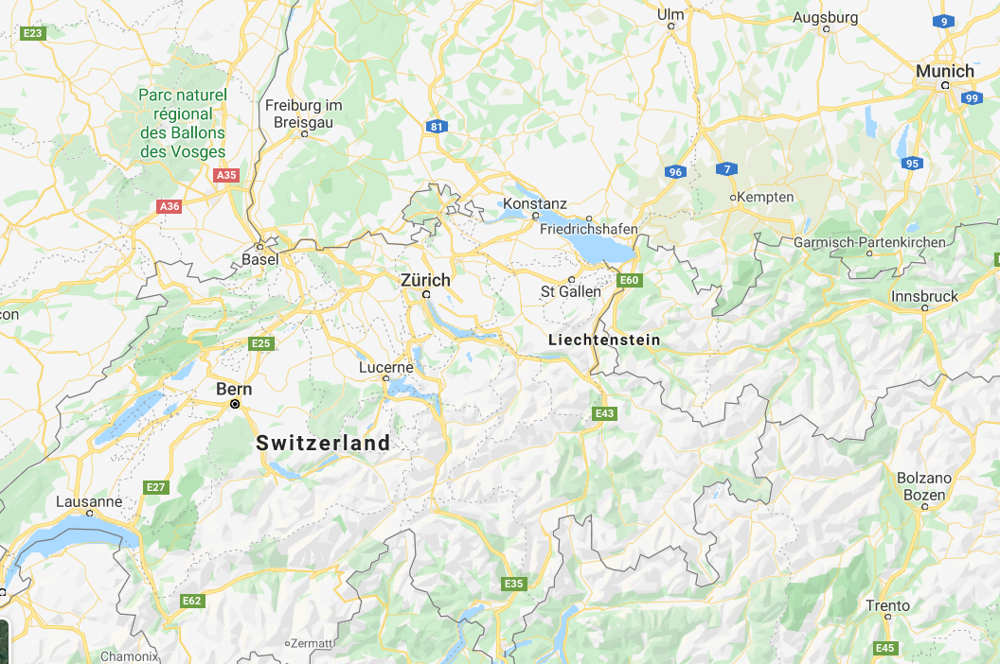 E23
Ulm
Augsburg
9
Munich
99
Parc naturel
régional
des Ballons
des Vosges
Freiburg im
Breisgau
81
A35
96
7
95
A36
Konstanz
Kempten
Friedrichshafen
Basel
Garmisch-Partenkirchen
Zürich
E60
St Gallen
Innsbruck
con
E25
Liechtenstein
Lucerne
Bern
E43
Switzerland
E27
Lausanne
Bolzano
Bozen
E35
E62
Trento
Zermatt
Chamonix
E45